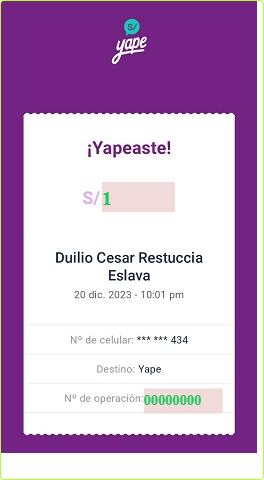 S/
yape
¡Yapeaste!
S/1
Duilio Cesar Restuccia
Eslava
20 dic. 2023 - 10:01 pm
Nº de celular: *** *** 434
Destino: Yape
Nº de operación: 00000000